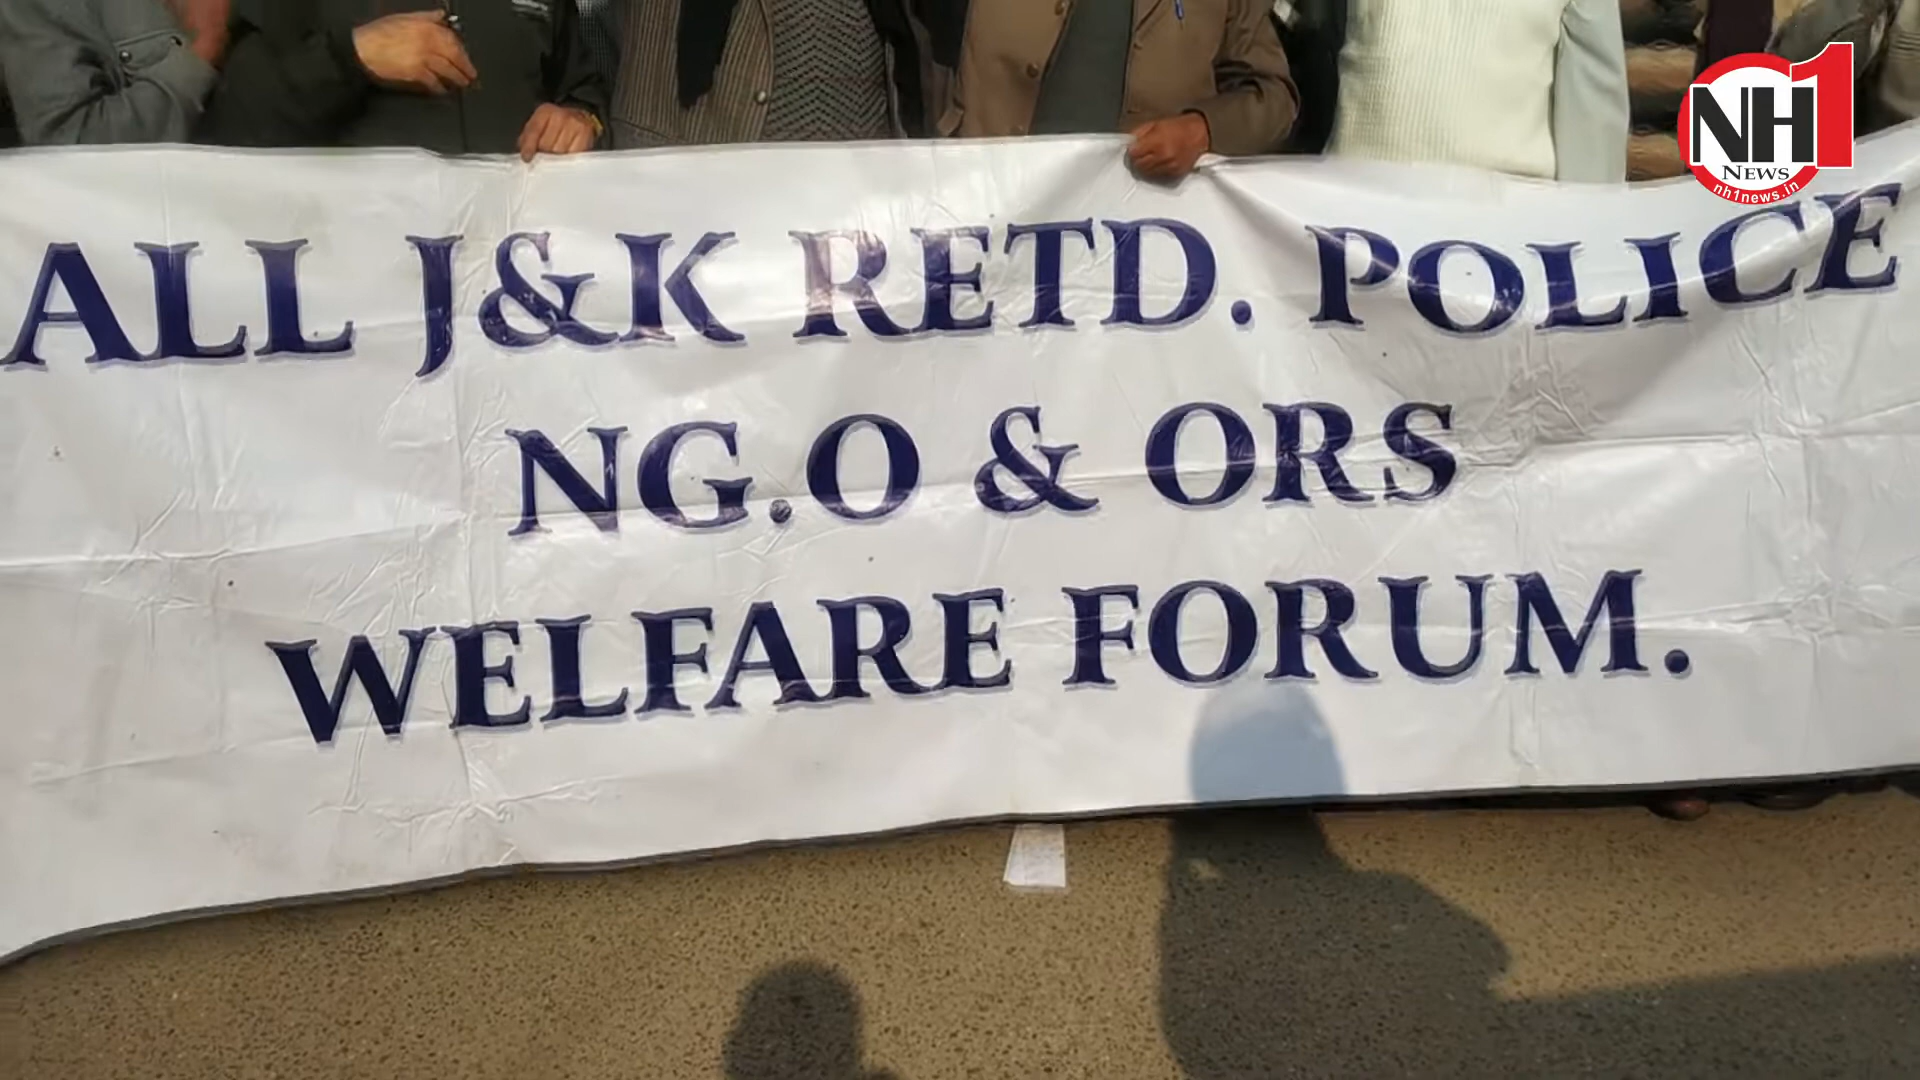 ALL J&K RETD. POLICE
NG.O & ORS
WELFARE FORUM.
NH1
NEWS
nh1news.in